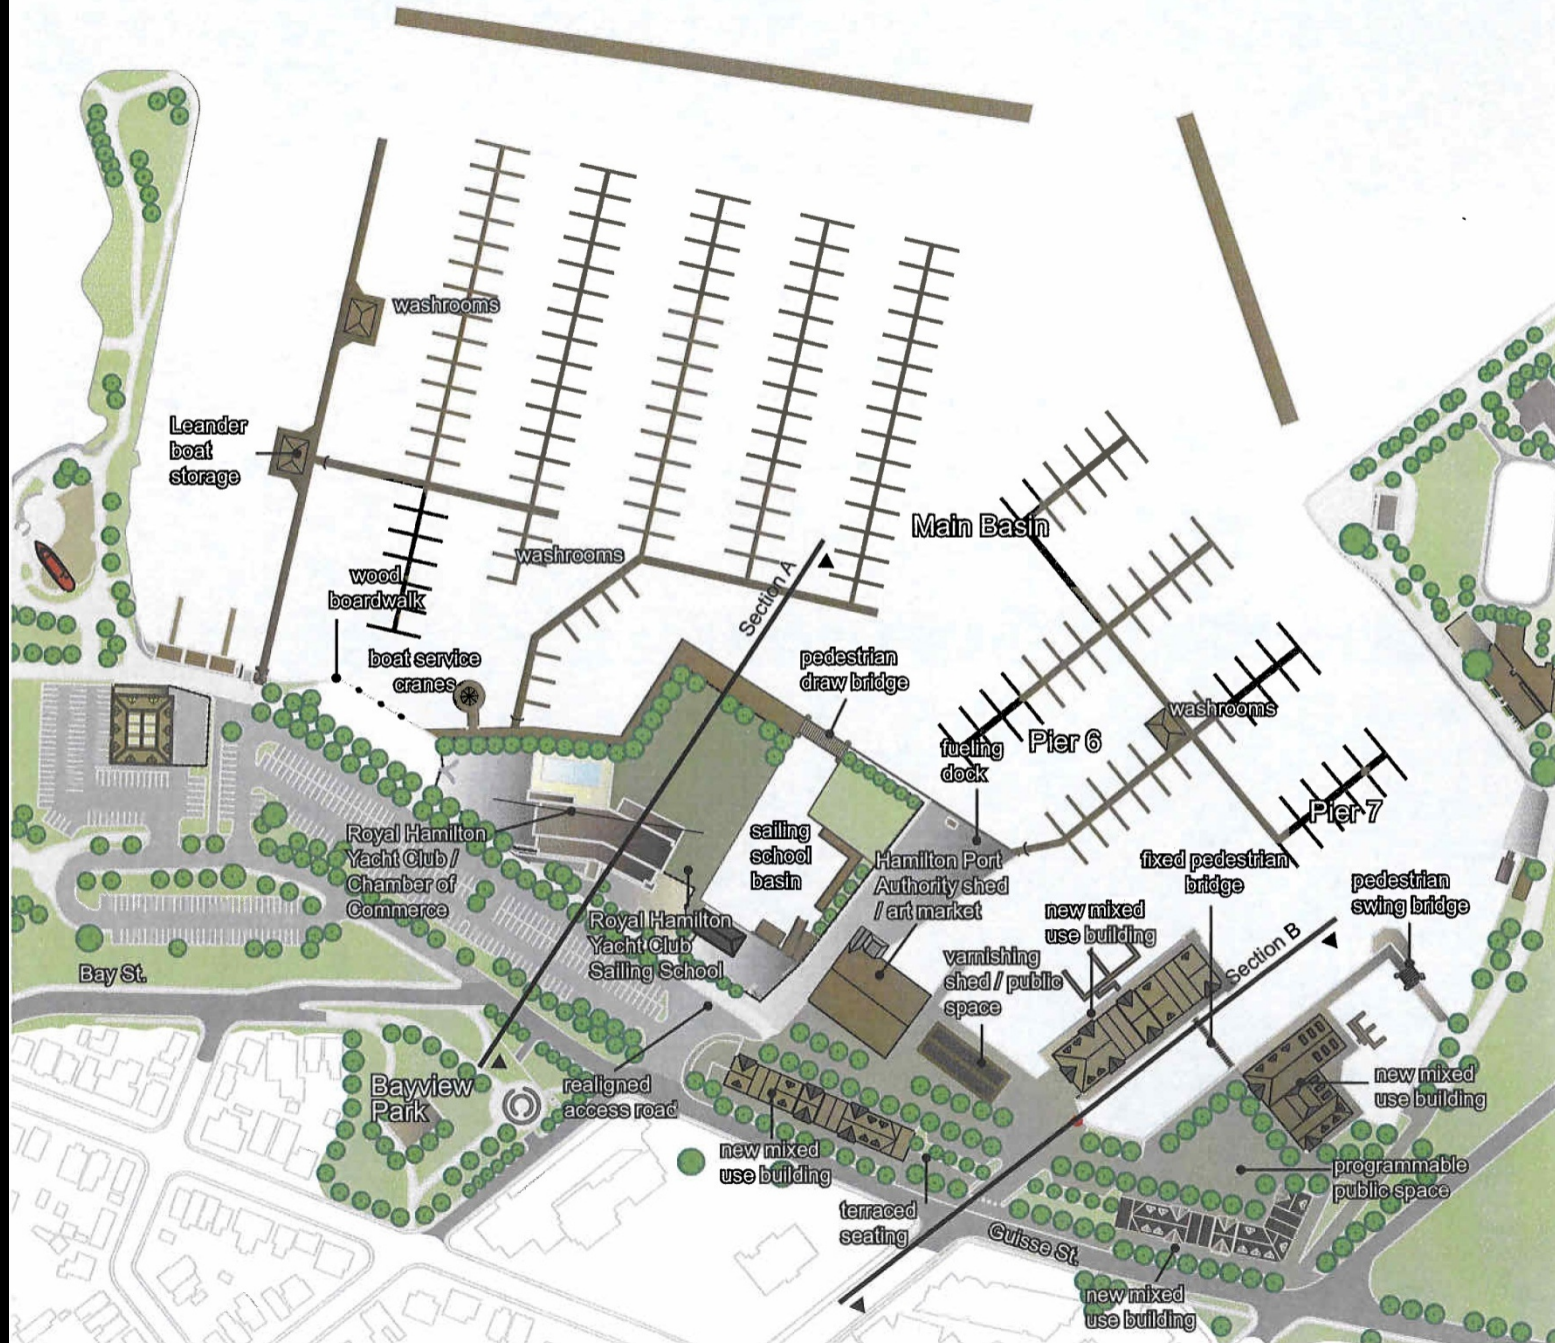 washrooms
Leander
boat
storage
Main Basin
Section A
washrooms
wood
boardwalk
boat service
cranes
pedestrian
draw bridge
washrooms
fueling
dock
Pier 6
Pier 7
Royal Hamilton
Yacht Club /
Chamber of
Commerce
sailing
school
basin
Hamilton Port
Authority shed
/ art market
fixed pedestrian
bridge
pedestrian
swing bridge
new mixed
use building
Royal Hamilton
Yacht Club
Sailing School
varnishing
shed / public
space
Section B
Bay St.
Bayview
Park
realigned
access road
new mixed
use building
new mixed
use building
programmable
public space
terraced
seating
Guisse St.
new mixed
use building